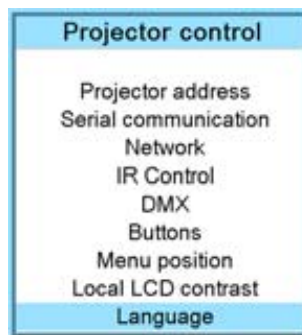 Projector control
Projector address
Serial communication
Network
IR Control
DMX
Buttons
Menu position
Local LCD contrast
Language